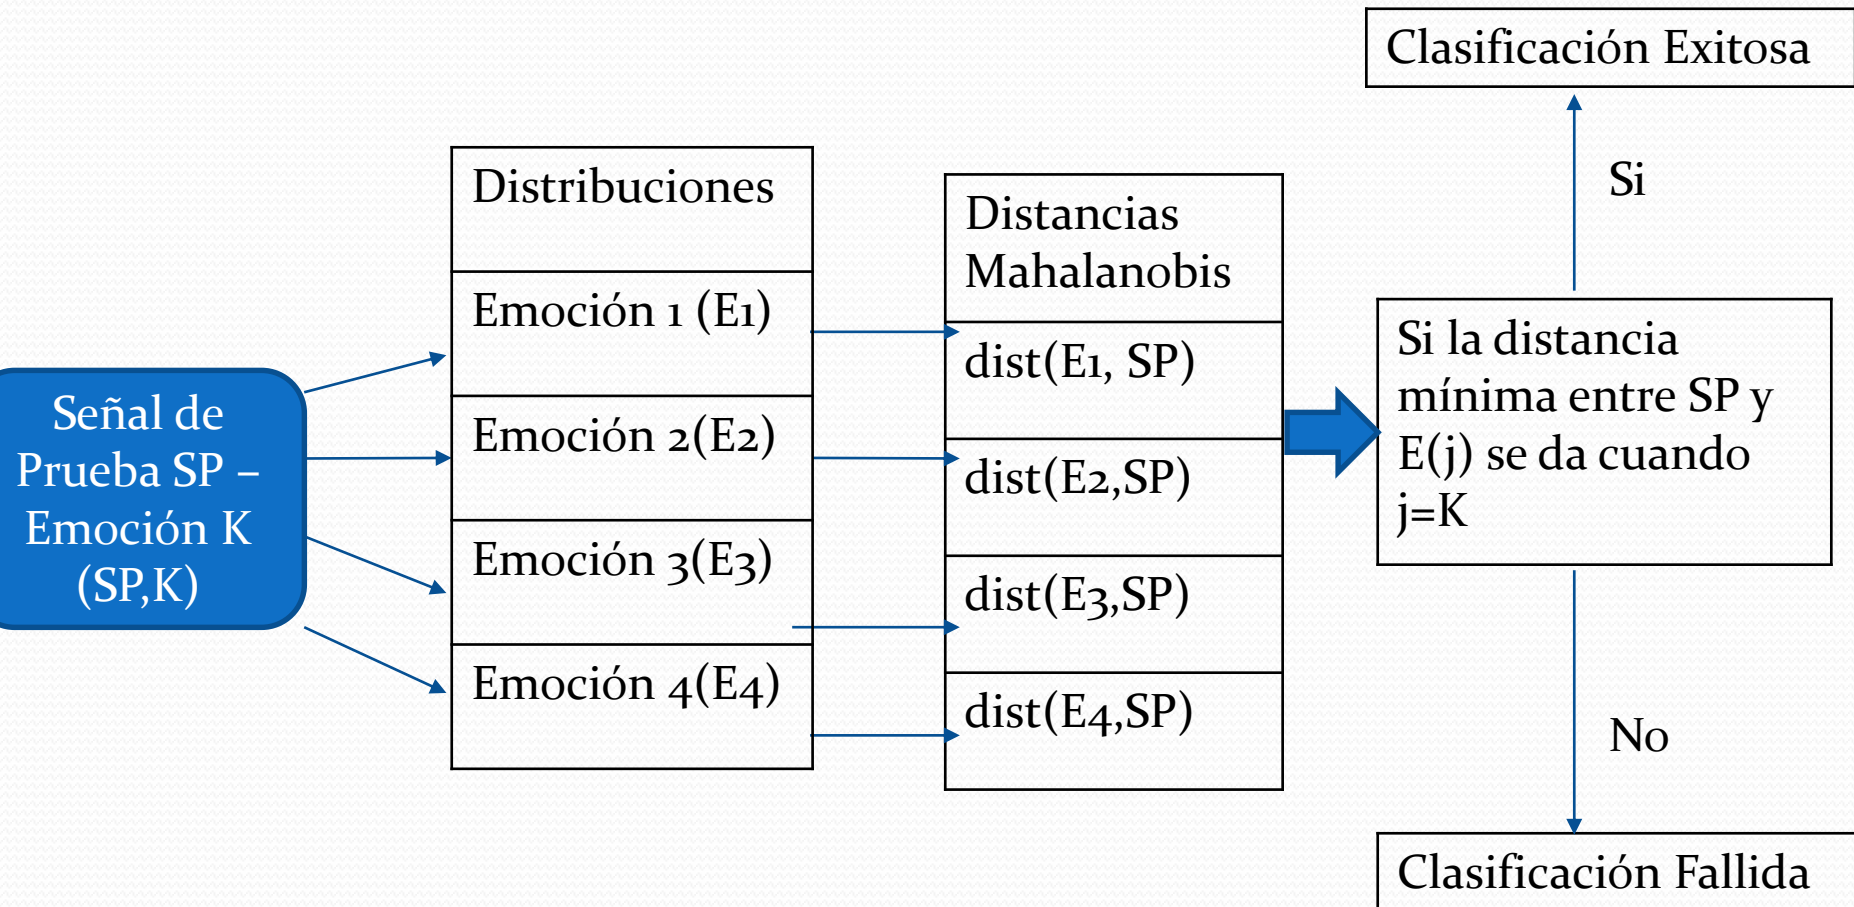 Señal de
Prueba SP –
Emoción K
(SP,K)
Distribuciones
Emoción 1 (E1)
Emoción 2(E2)
Emoción 3(E3)
Emoción 4(E4)
Distancias
Mahalanobis
dist(E1, SP)
dist(E2,SP)
dist(E3,SP)
dist(E4,SP)
Clasificación Exitosa
Si
Si la distancia
mínima entre SP y
E(j) se da cuando
j=K
No
Clasificación Fallida